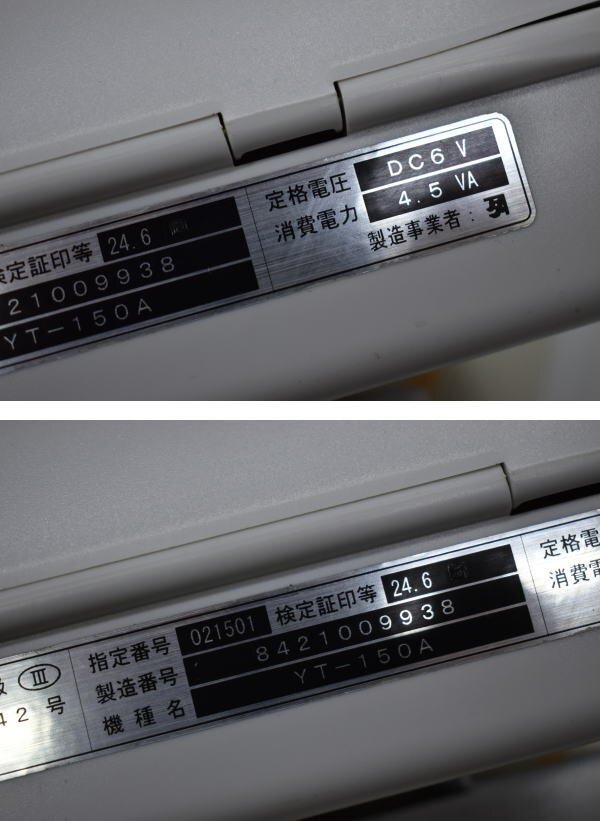 定格電圧 DC6 V
検定証印等 24.6
消費電力 4.5 VA
21009938
製造事業者:
YT-150A
定格電
指定番号 021501 検定証印等 24.6
消費電
級 Ⅲ
製造番号 8421009938
42 号
機種名 YT-150A